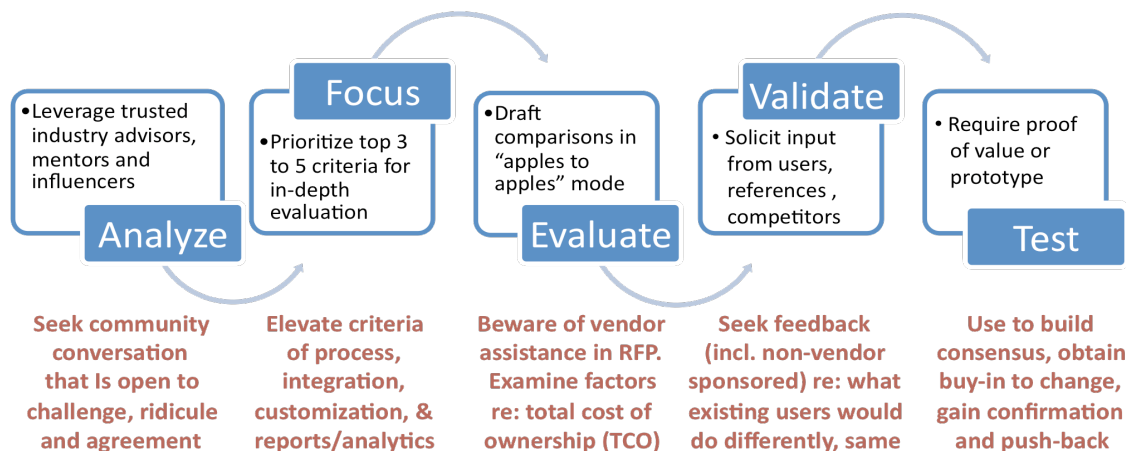 •Leverage trusted
industry advisors,
mentors and
influencers
Analyze
Seek community
conversation
that Is open to
challenge, ridicule
and agreement
Focus
•Prioritize top 3
to 5 criteria for
in-depth
evaluation
Elevate criteria
of process,
integration,
customization, &
reports/analytics
•Draft
comparisons in
“apples to
apples” mode
Evaluate
Beware of vendor
assistance in RFP.
Examine factors
re: total cost of
ownership (TCO)
Validate
• Solicit input
from users,
references ,
competitors
Seek feedback
(incl. non-vendor
sponsored) re: what
existing users would
do differently, same
• Require proof
of value or
prototype
Test
Use to build
consensus, obtain
buy-in to change,
gain confirmation
and push-back